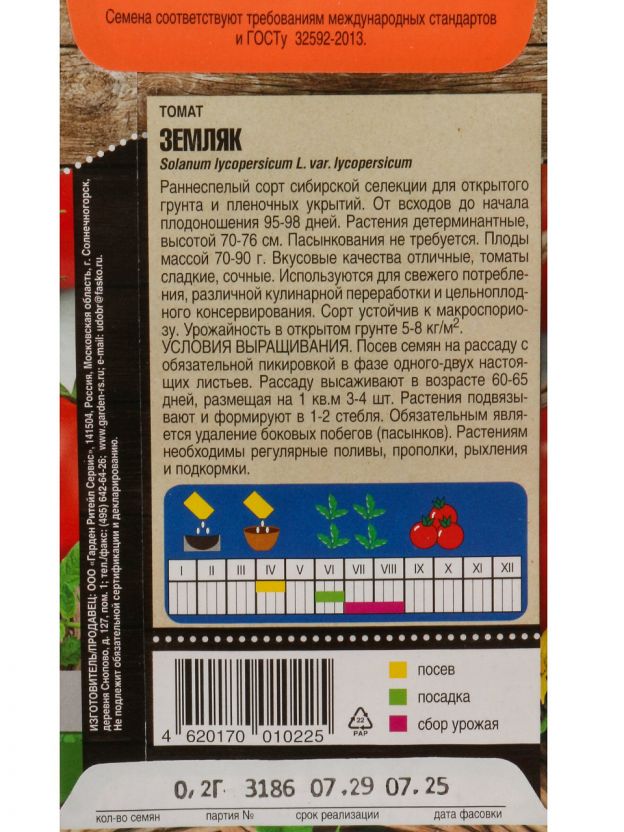 Семена соответствуют требованиям международных стандартов
и ГОСТу 32592-2013.
ТОМАТ
ЗЕМЛЯК
Solanum lycopersicum L. var. lycopersicum
Раннеспелый сорт сибирской селекции для открытого
грунта и пленочных укрытий. От всходов до начала
плодоношения 95-98 дней. Растения детерминантные,
высотой 70-76 см. Пасынкования не требуется. Плоды
массой 70-90 г. Вкусовые качества отличные, томаты
сладкие, сочные. Используются для свежего потребле-
ния, различной кулинарной переработки и цельноплод-
ного консервирования. Сорт устойчив к макроспорио-
зу. Урожайность в открытом грунте 5-8 кг/м².
УСЛОВИЯ ВЫРАЩИВАНИЯ. Посев семян на рассаду с
обязательной пикировкой в фазе одного-двух настоя-
щих листьев. Рассаду высаживают в возрасте 60-65
дней, размещая на 1 кв.м 3-4 шт. Растения подвязы-
вают и формируют в 1-2 стебля. Обязательным явля-
ется удаление боковых побегов (пасынков). Растениям
необходимы регулярные поливы, прополки, рыхления
и подкормки.
I II III IV V VI VII VIII IX X XI XII
посев
посадка
сбор урожая
22
PAP
4 620170 010225
0,2Г 3186 07.29 07.25
кол-во семян партия № срок реализации дата фасовки
ИЗГОТОВИТЕЛЬ/ПРОДАВЕЦ: ООО «Гарден Ритейл Сервис», 141504, Россия, Московская область, г. Солнечногорск,
деревня Снопово, д. 127, пом. 1; тел./факс: (495) 642-64-26; www.garden-rs.ru; e-mail: udobr@fasko.ru.
Не подлежит обязательной сертификации и декларированию.